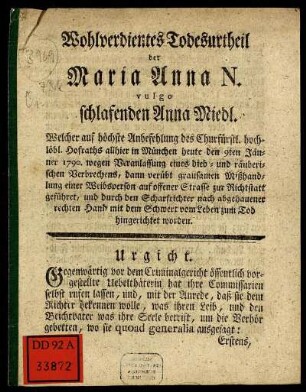 Wohlverdientes Todesurtheil
der
Maria Anna N.
vulgo
schlafenden Anna Miedl.
Welcher auf höchste Anbefehlung des Churfürstl. hoch-
löbl. Hofraths allhier in München heute den 9ten Jän-
ner 1790. wegen Veranlassung eines dieb- und räuberi-
schen Verbrechens, dann verübt grausamen Mißhand-
lung einer Weibsperson auf offener Strasse zur Richtstatt
geführet, und durch den Scharfrichter nach abgehauener
rechten Hand mit dem Schwert vom Leben zum Tod
hingerichtet worden.
Urgicht.
Gegenwärtig vor dem Criminalgericht öffentlich vor-
gestellte Uebelthäterin hat ihre Commissarien
selbst rufen lassen, und, mit der Anrede, daß sie dem
Richter bekennen wolle, was ihren Leib, und den
Beichtvater was ihre Seele betrift, um die Verhör
gebetten, wo sie quoad generalia ausgesagt:
Erstens,
DD92 A
33872